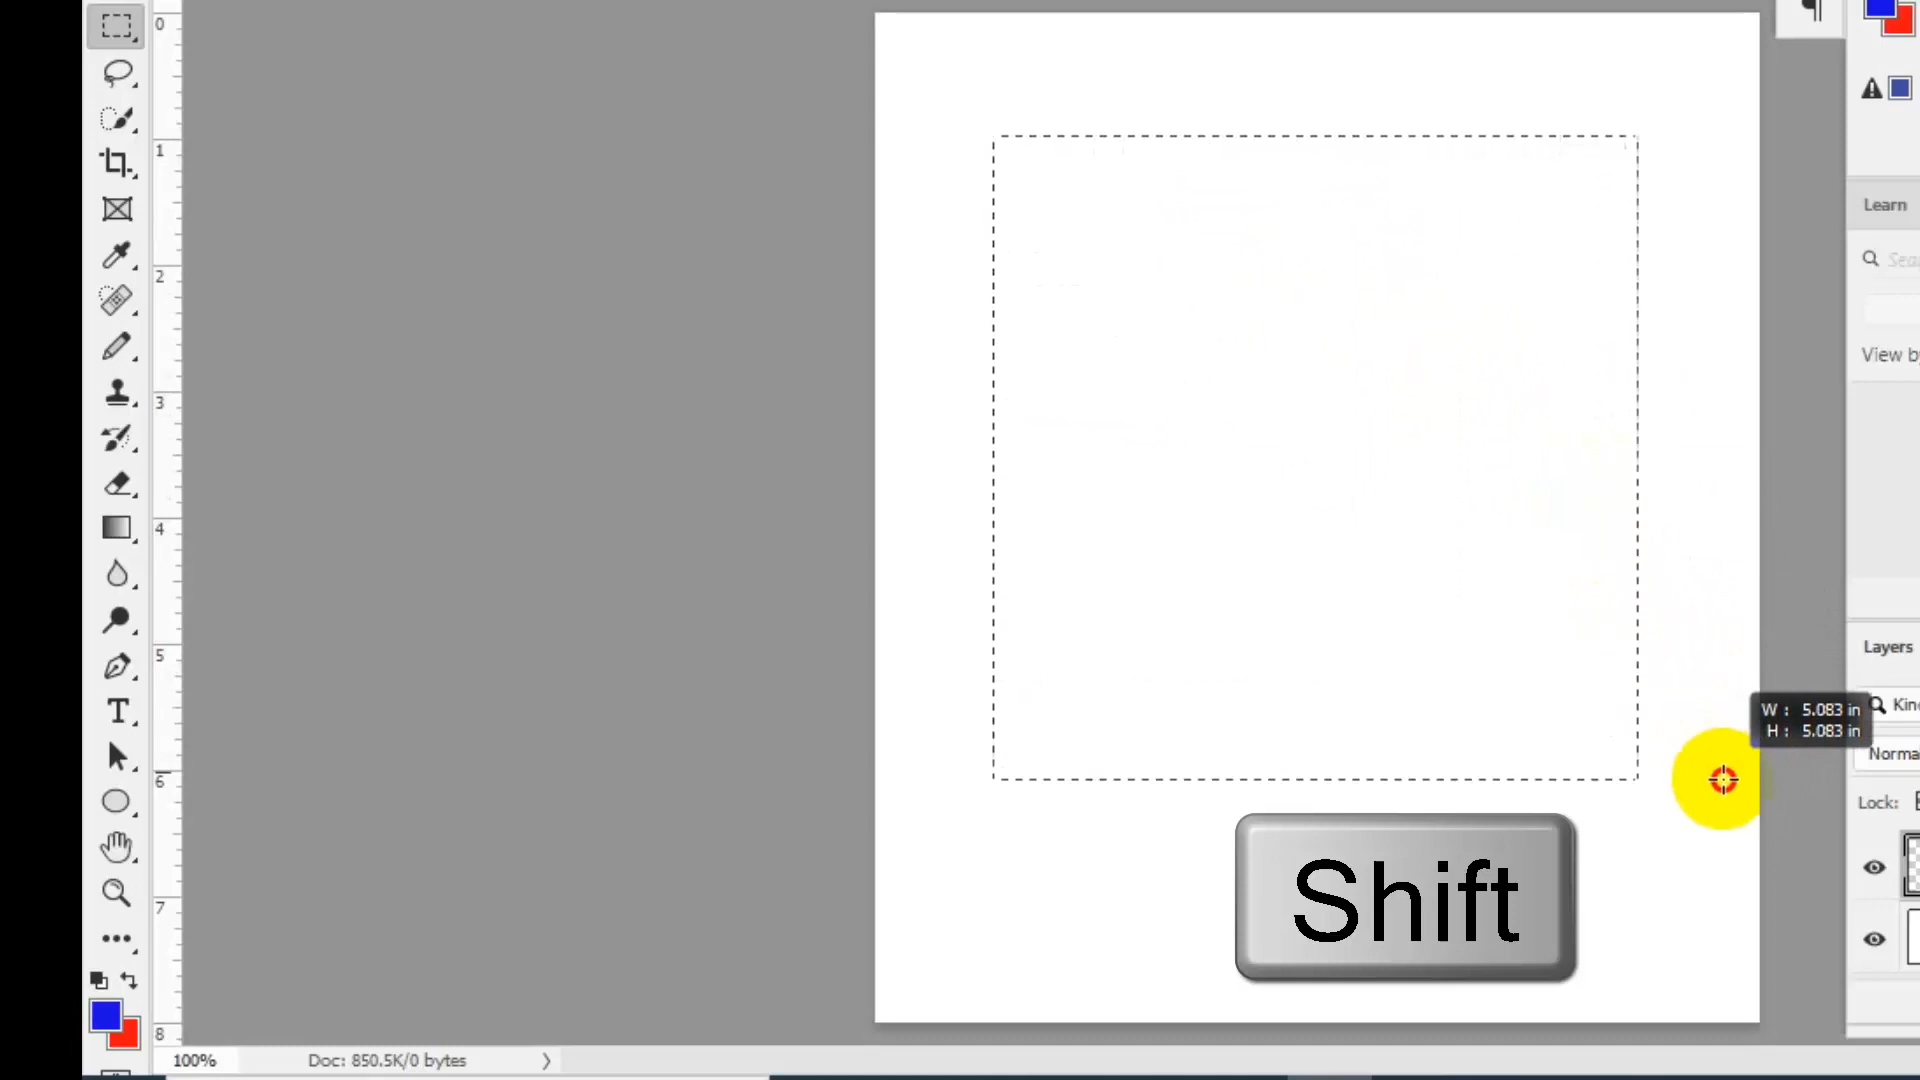 0
1
2
3
4
5
6
7
8
Learn
Sea
View b
W : 5.083 in
H : 5.083 in
Layers
Kin
Norma
Lock:
Shift
T
100%
Doc: 850.5K/0 bytes